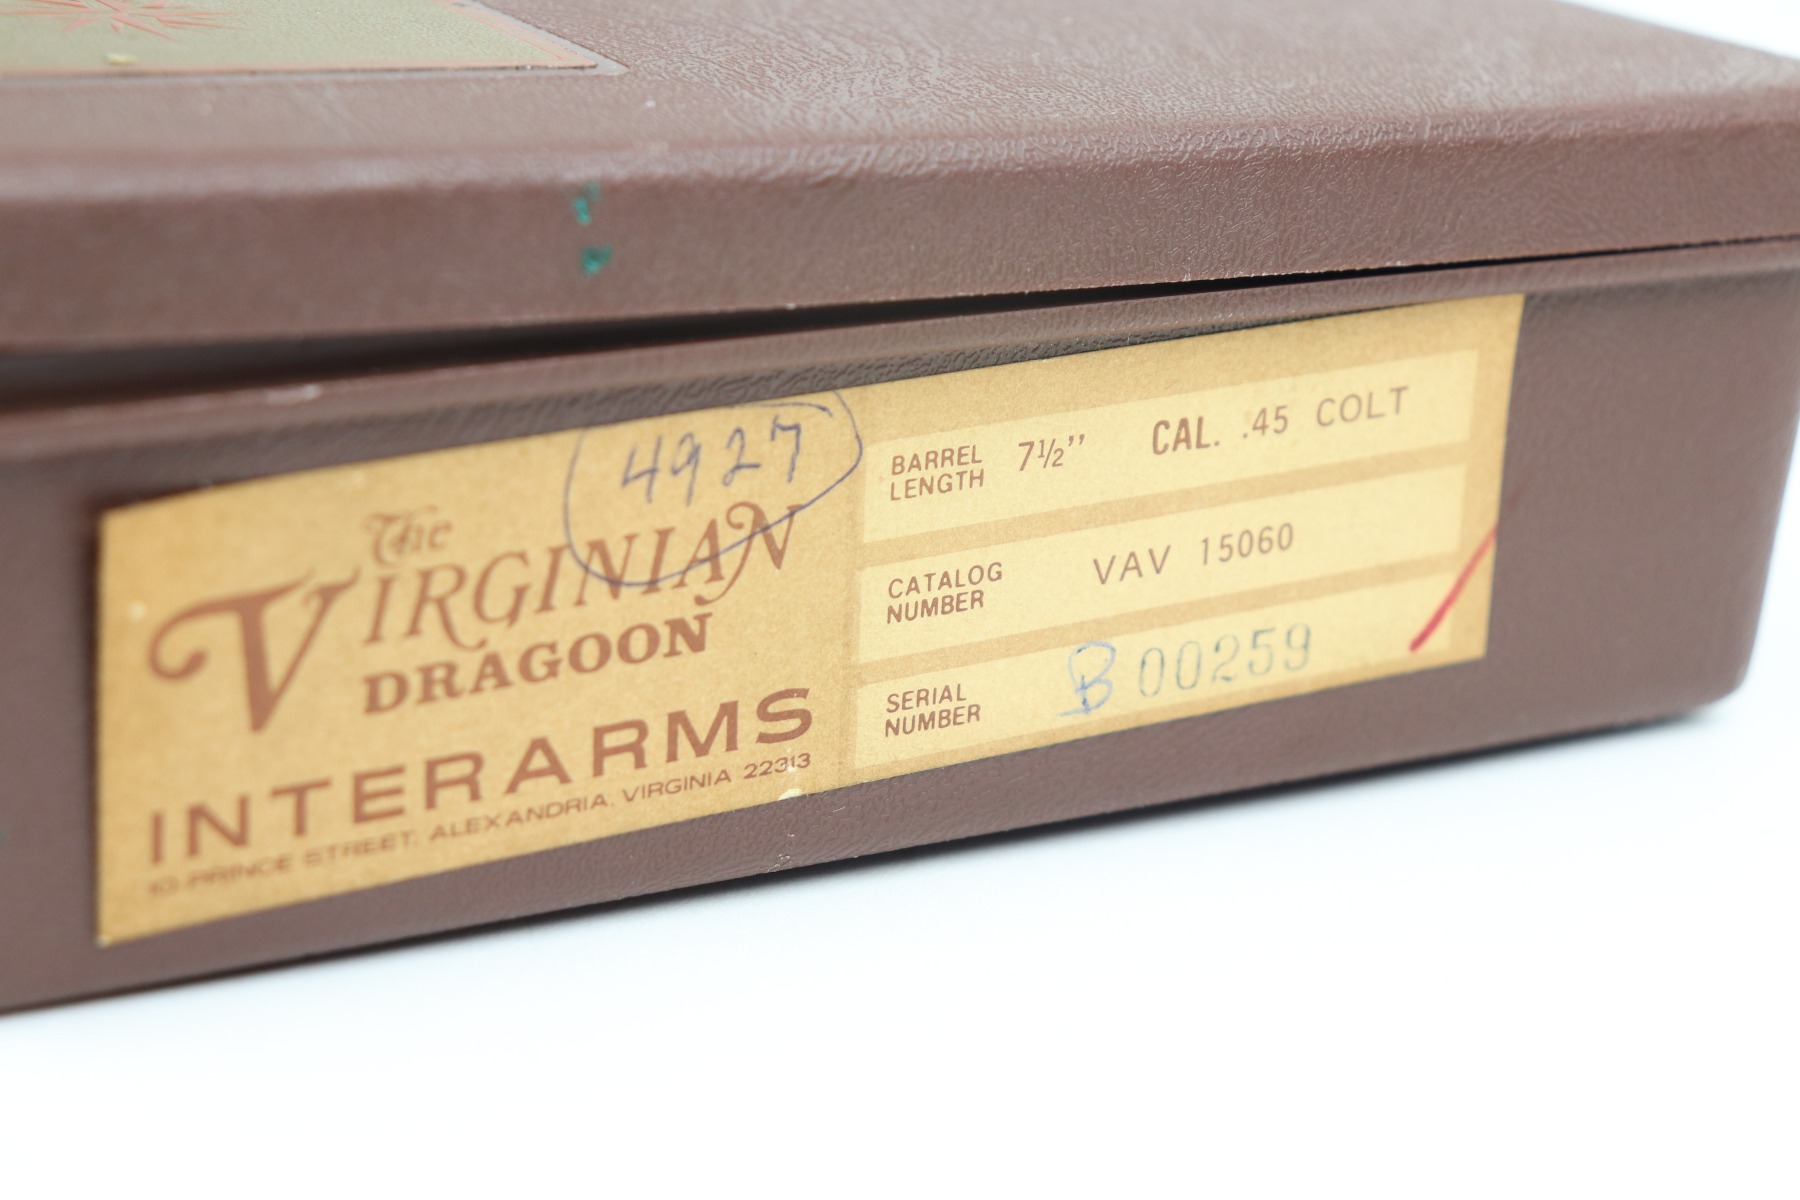 4927
The
VIRGINIAN
DRAGOON
INTERARMS
10 PRINCE STREET, ALEXANDRIA, VIRGINIA 22313
BARREL LENGTH 7½” CAL. .45 COLT
CATALOG NUMBER VAV 15060
SERIAL NUMBER B 00259